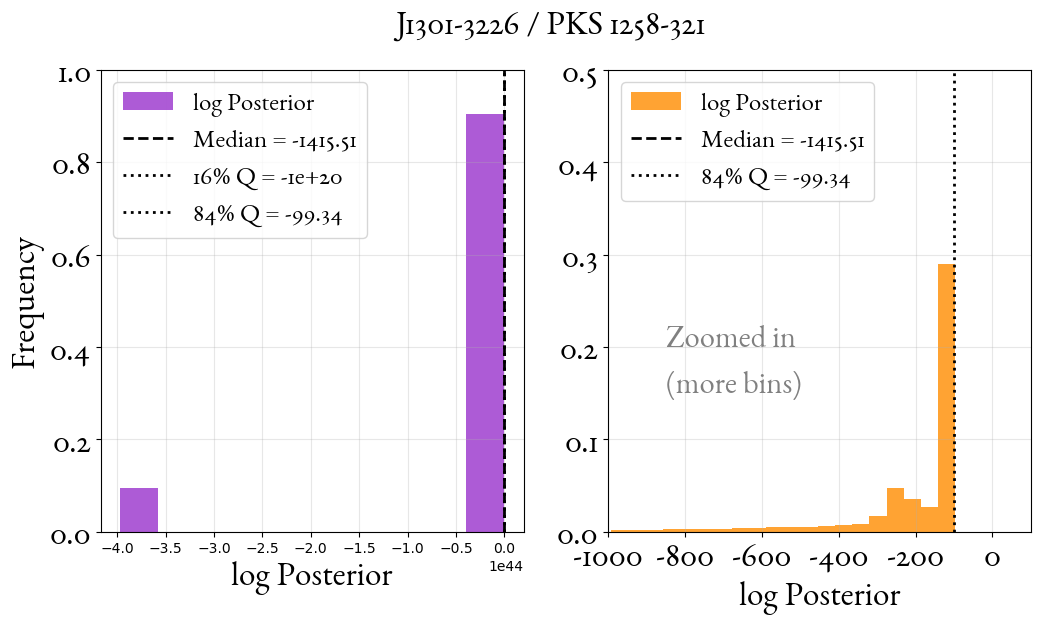 J1301-3226 / PKS 1258-321
Frequency
1.0
0.8
0.6
0.4
0.2
0.0
log Posterior
Median = -1415.51
16% Q = -1e+20
84% Q = -99.34
−4.0 −3.5 −3.0 −2.5 −2.0 −1.5 −1.0 −0.5 0.0
1e44
log Posterior
0.5
0.4
0.3
0.2
0.1
0.0
log Posterior
Median = -1415.51
84% Q = -99.34
Zoomed in
(more bins)
-1000 -800 -600 -400 -200 0
log Posterior